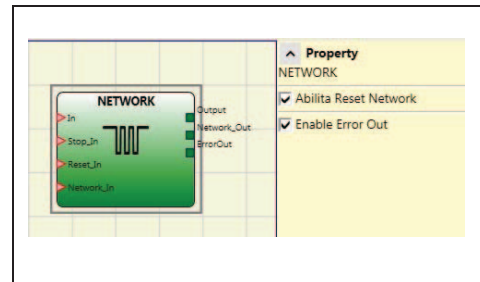 NETWORK
In
Stop_In
Reset_In
Network_In
Output
Network_Out
ErrorOut
Property
NETWORK
Abilita Reset Network
Enable Error Out